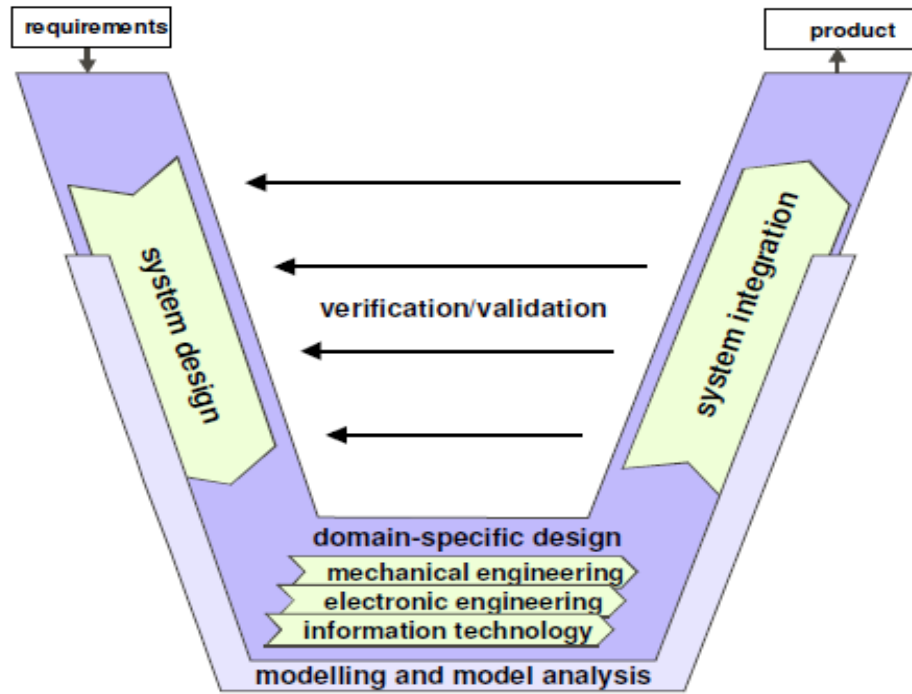 requirements
product
system design
verification/validation
system integration
domain-specific design
mechanical engineering
electronic engineering
information technology
modelling and model analysis